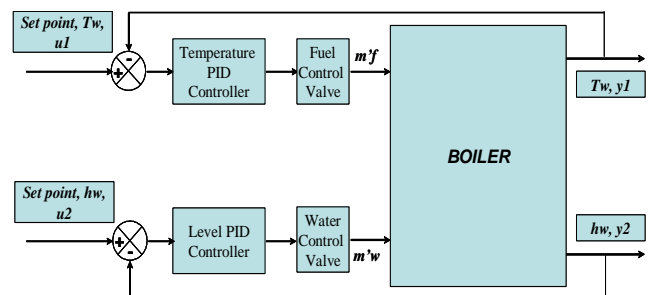 Set point, Tw,
u1
-
+
Temperature
PID
Controller
Fuel
Control
Valve
m'f
BOILER
Tw, y1
Set point, hw,
u2
+
-
Level PID
Controller
Water
Control
Valve
m'w
hw, y2